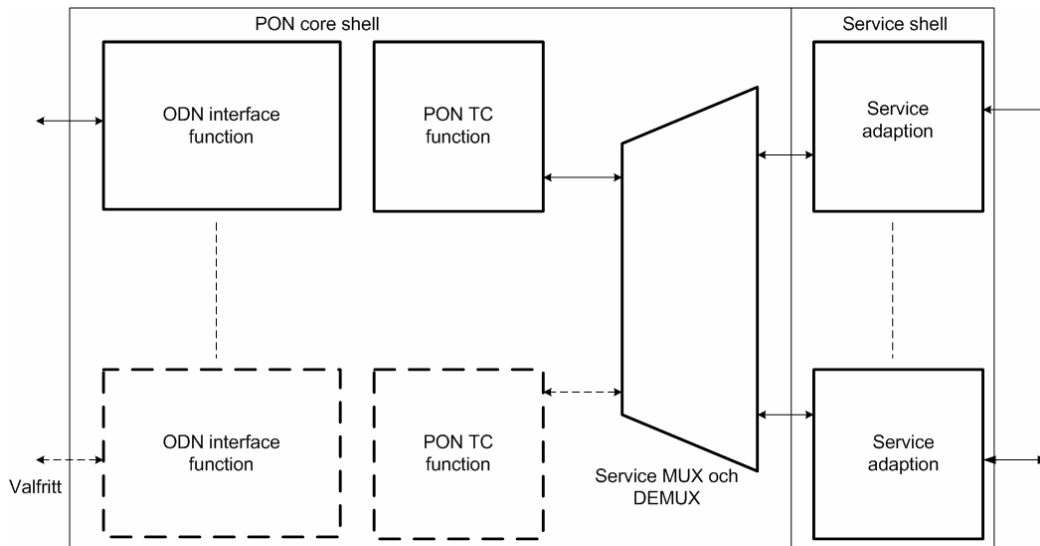 PON core shell
Service shell
ODN interface
function
PON TC
function
Service
adaption
ODN interface
function
PON TC
function
Service
adaption
Valfritt
Service MUX och
DEMUX